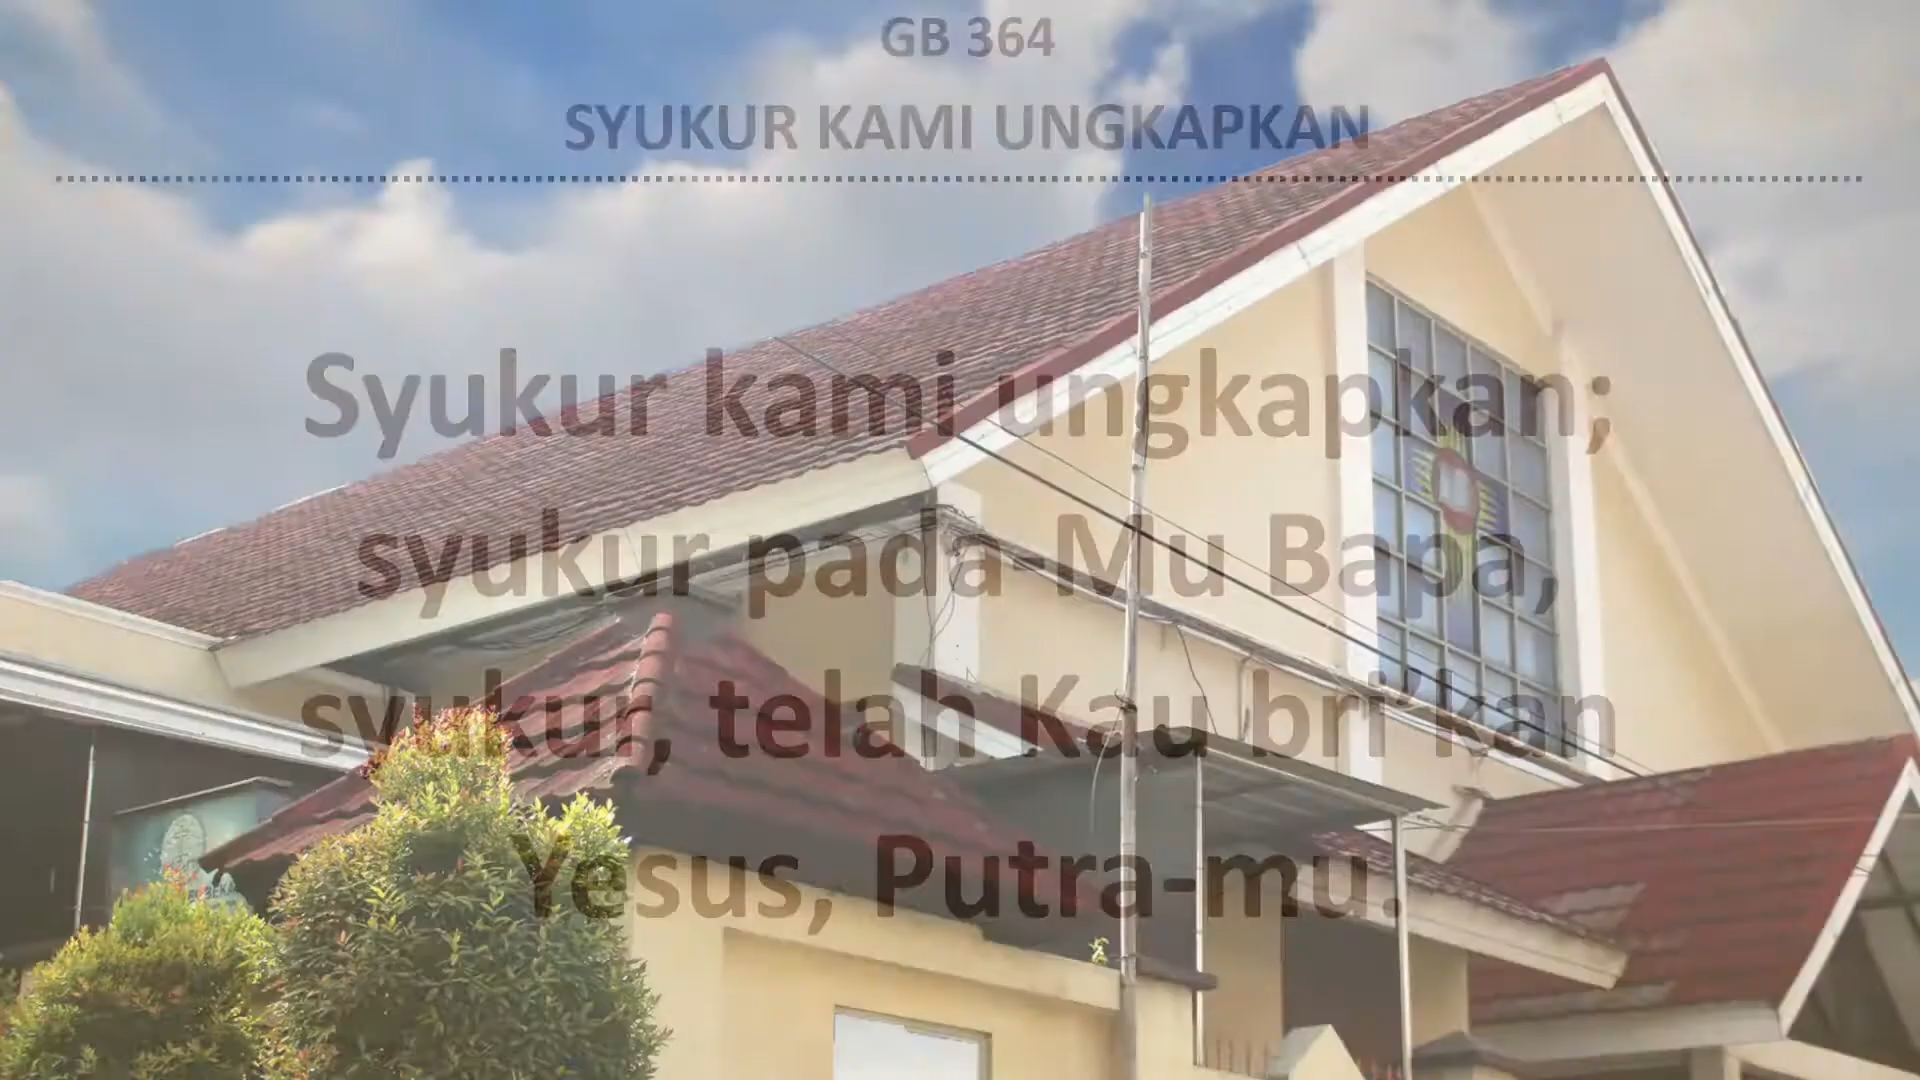 GB 364
SYUKUR KAMI UNGKAPKAN
Syukur kami ungkapkan;
syukur pada-Mu Bapa,
syukur, telah Kau bri'kan
Yesus, Putra-mu.